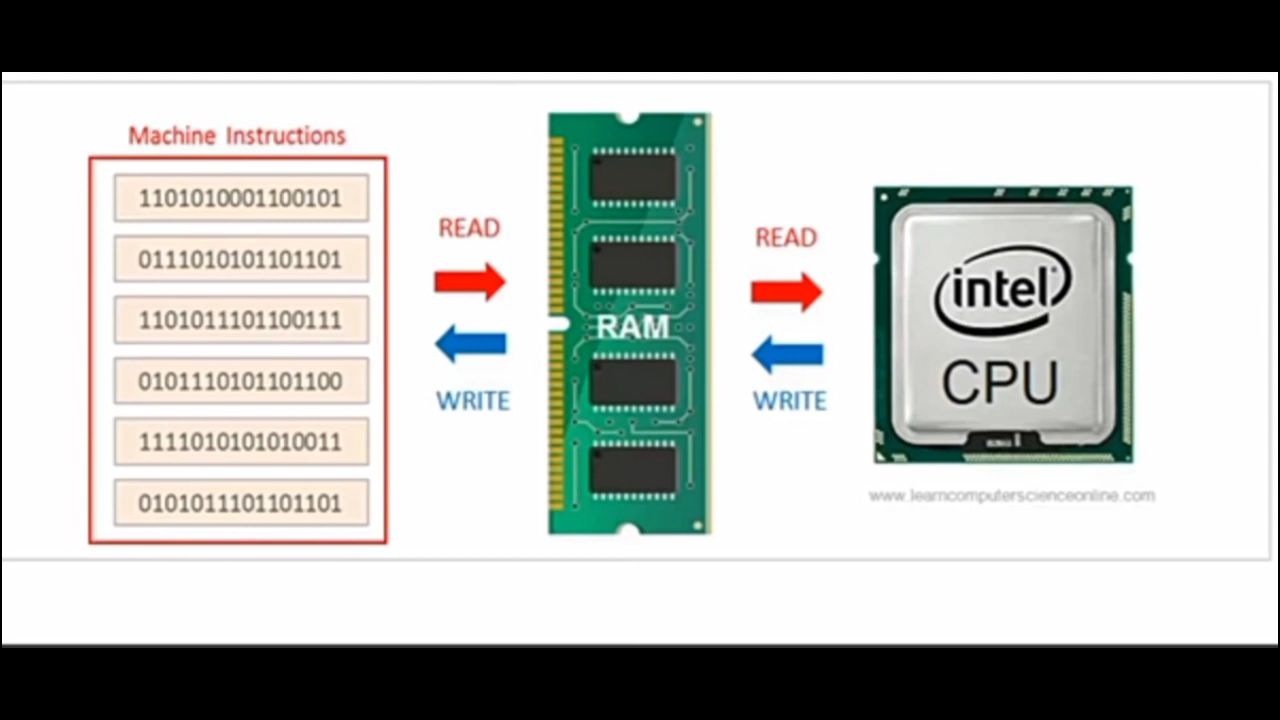 Machine Instructions
1101010001100101
0111010101101101
1101011101100111
0101110101101100
1111010101010011
0101011101101101
READ
WRITE
RAM
READ
WRITE
intel
CPU
www.learncomputerscienceonline.com